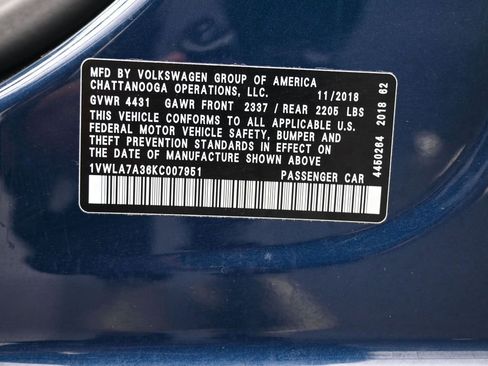 MFD BY VOLKSWAGEN GROUP OF AMERICA
CHATTANOOGA OPERATIONS, LLC. 11/2018
GVWR 4431 GAWR FRONT 2337 / REAR 2205 LBS
THIS VEHICLE CONFORMS TO ALL APPLICABLE U.S.
FEDERAL MOTOR VEHICLE SAFETY, BUMPER AND
THEFT PREVENTION STANDARDS IN EFFECT ON
THE DATE OF MANUFACTURE SHOWN ABOVE
1VWLA7A36KC007951 PASSENGER CAR
4450264 2018 62